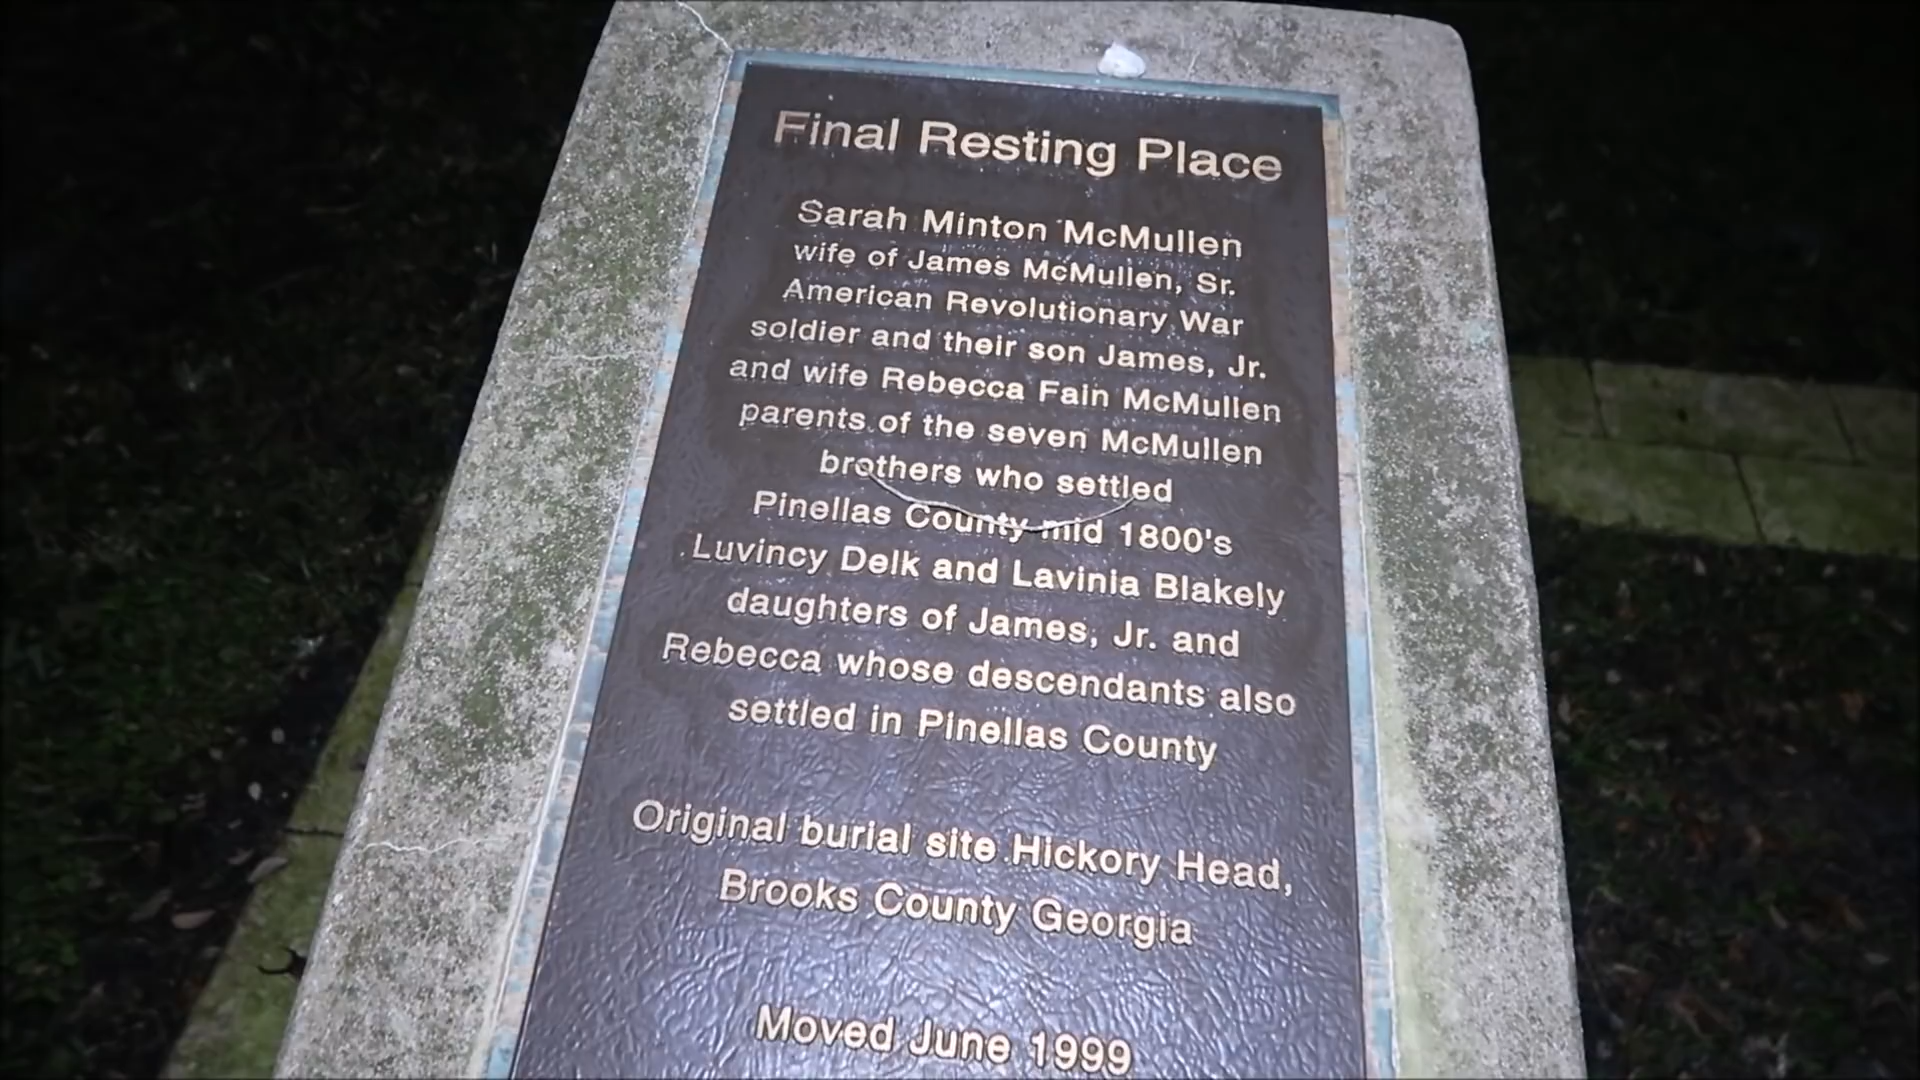 Final Resting Place
Sarah Minton McMullen
wife of James McMullen, Sr.
American Revolutionary War
soldier and their son James, Jr.
and wife Rebecca Fain McMullen
parents of the seven McMullen
brothers who settled
Pinellas County mid 1800's
Luvincy Delk and Lavinia Blakely
daughters of James, Jr. and
Rebecca whose descendants also
settled in Pinellas County
Original burial site Hickory Head,
Brooks County Georgia
Moved June 1999